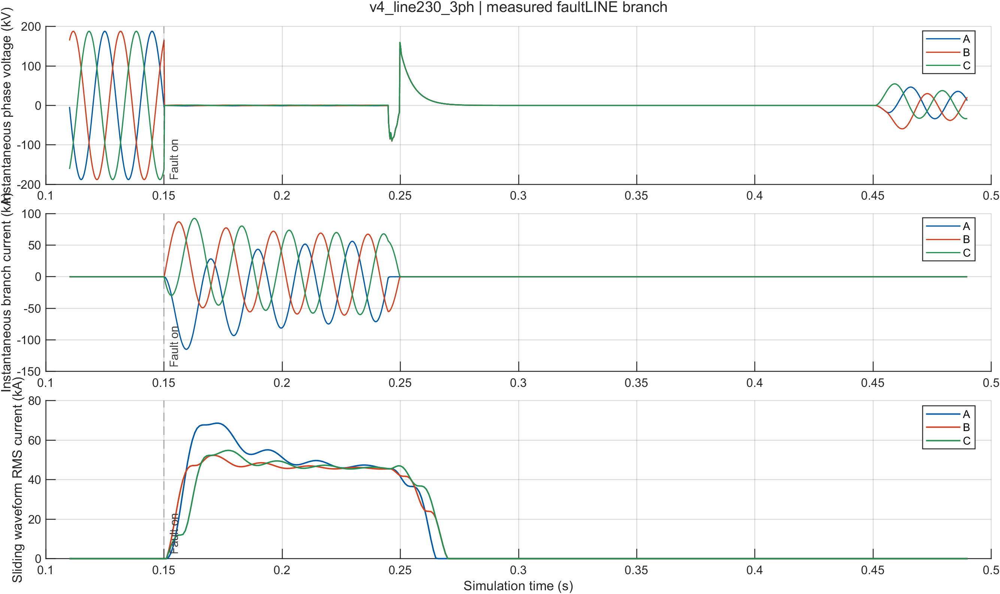 v4_line230_3ph | measured faultLINE branch
Instantaneous phase voltage (kV)
200
100
0
-100
-200
0.1
0.15
0.2
0.25
0.3
0.35
0.4
0.45
0.5
Fault on
A
B
C
Instantaneous branch current (kA)
100
50
0
-50
-100
-150
0.1
0.15
0.2
0.25
0.3
0.35
0.4
0.45
0.5
Fault on
A
B
C
Sliding waveform RMS current (kA)
80
60
40
20
0
0.1
0.15
0.2
0.25
0.3
0.35
0.4
0.45
0.5
Fault on
A
B
C
Simulation time (s)